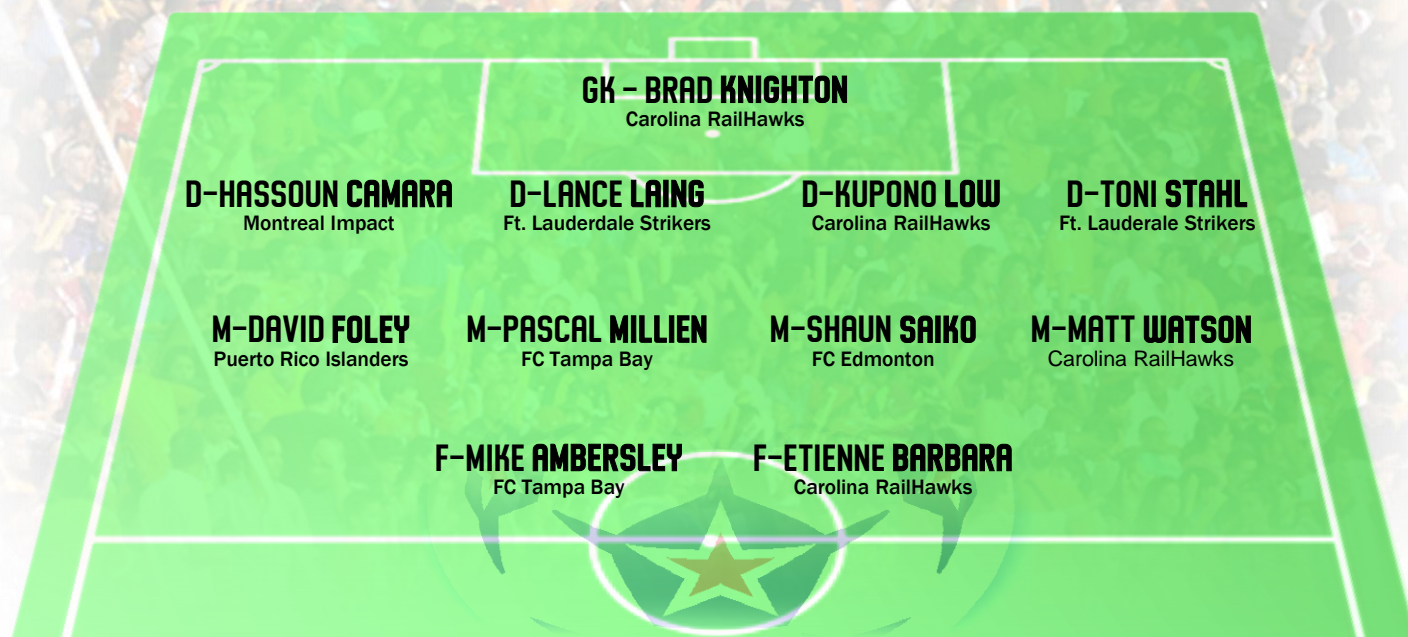 GK - BRAD KNIGHTON
Carolina RailHawks
D-HASSOUN CAMARA
Montreal Impact
D-LANCE LAING
Ft. Lauderdale Strikers
D-KUPONO LOW
Carolina RailHawks
D-TONI STAHL
Ft. Lauderale Strikers
M-DAVID FOLEY
Puerto Rico Islanders
M-PASCAL MILLIEN
FC Tampa Bay
M-SHAUN SAIKO
FC Edmonton
M-MATT WATSON
Carolina RailHawks
F-MIKE AMBERSLEY
FC Tampa Bay
F-ETIENNE BARBARA
Carolina RailHawks